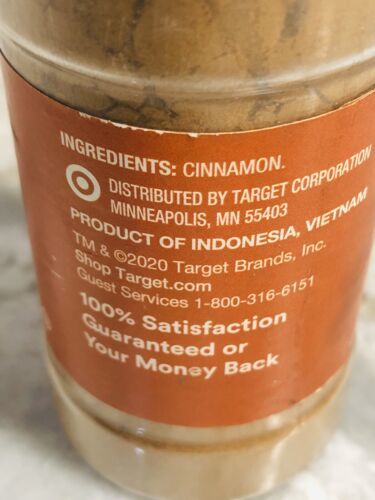 INGREDIENTS: CINNAMON.
DISTRIBUTED BY TARGET CORPORATION
MINNEAPOLIS, MN 55403
PRODUCT OF INDONESIA, VIETNAM
TM & ©2020 Target Brands, Inc.
Shop Target.com
Guest Services 1-800-316-6151
100% Satisfaction
Guaranteed or
Your Money Back